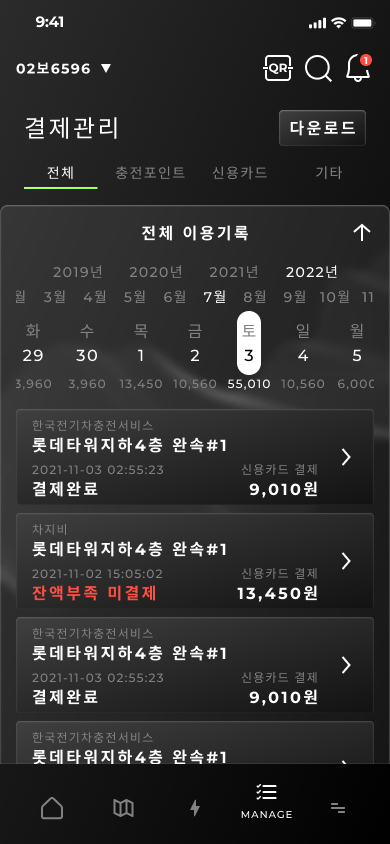 9:41
02보6596 ▼
QR
1
결제관리
다운로드
전체 충전포인트 신용카드 기타
전체 이용기록
2019년 2020년 2021년 2022년
월 3월 4월 5월 6월 7월 8월 9월 10월 11
화 수 목 금 토 일 월
29 30 1 2 3 4 5
3,960 3,960 13,450 10,560 55,010 10,560 6,000
한국전기차충전서비스
롯데타워지하4층 완속#1
2021-11-03 02:55:23 신용카드 결제
결제완료 9,010원
차지비
롯데타워지하4층 완속#1
2021-11-02 15:05:02 신용카드 결제
잔액부족 미결제 13,450원
한국전기차충전서비스
롯데타워지하4층 완속#1
2021-11-03 02:55:23 신용카드 결제
결제완료 9,010원
한국전기차충전서비스
롯데타워지하4층 완속#1
MANAGE